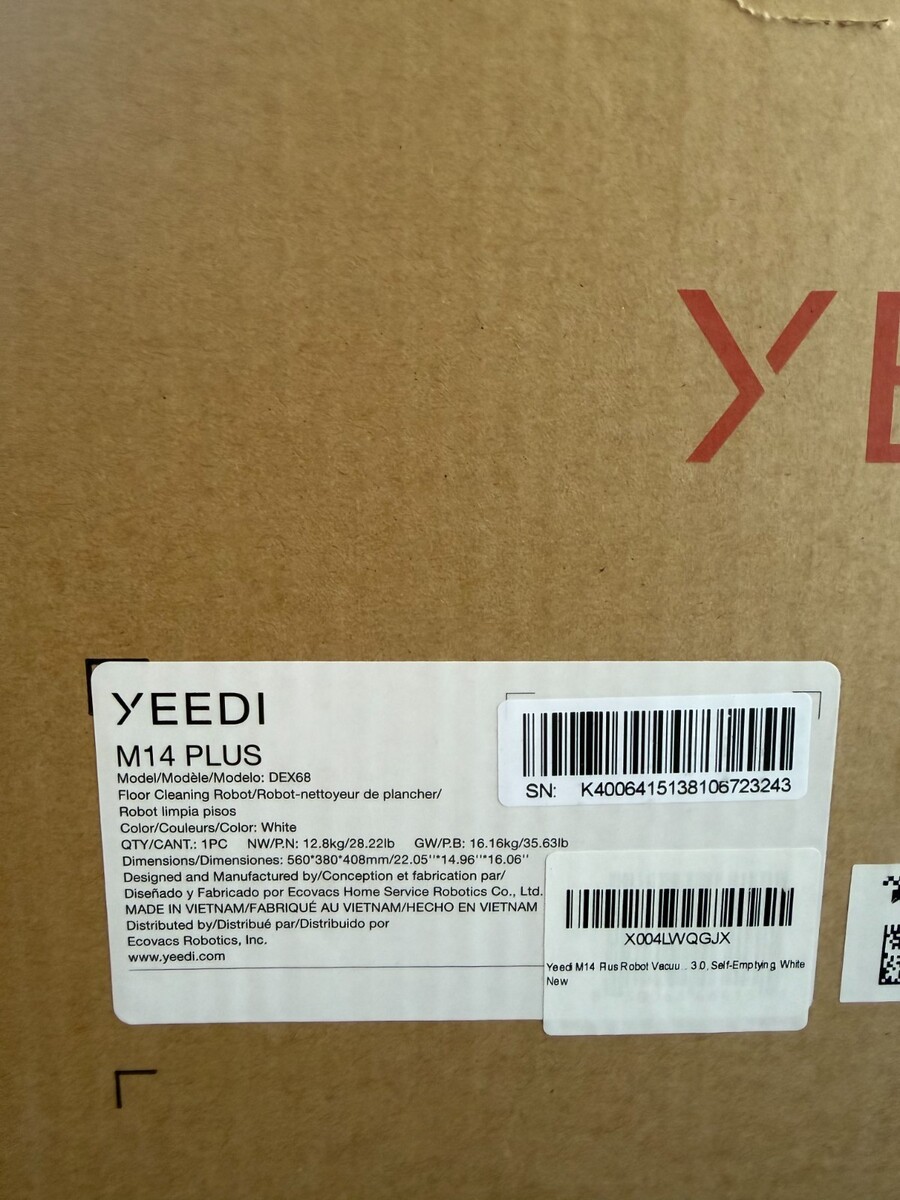 YE
YEEDI
M14 PLUS
Model/Modèle/Modelo: DEX68
Floor Cleaning Robot/Robot-nettoyeur de plancher/
Robot limpia pisos
Color/Couleurs/Color: White
QTY/CANT.: 1PC NW/P.N: 12.8kg/28.22lb GW/P.B: 16.16kg/35.63lb
Dimensions/Dimensiones: 560*380*408mm/22.05''*14.96''*16.06''
Designed and Manufactured by/Conception et fabrication par/
Diseñado y Fabricado por Ecovacs Home Service Robotics Co., Ltd.
MADE IN VIETNAM/FABRIQUÉ AU VIETNAM/HECHO EN VIETNAM
Distributed by/Distribué par/Distribuido por
Ecovacs Robotics, Inc.
www.yeedi.com
SN: K4006415138106723243
X004LWQGJX
Yeedi M14 Plus Robot Vacuu...3.0, Self-Emptying, White
New